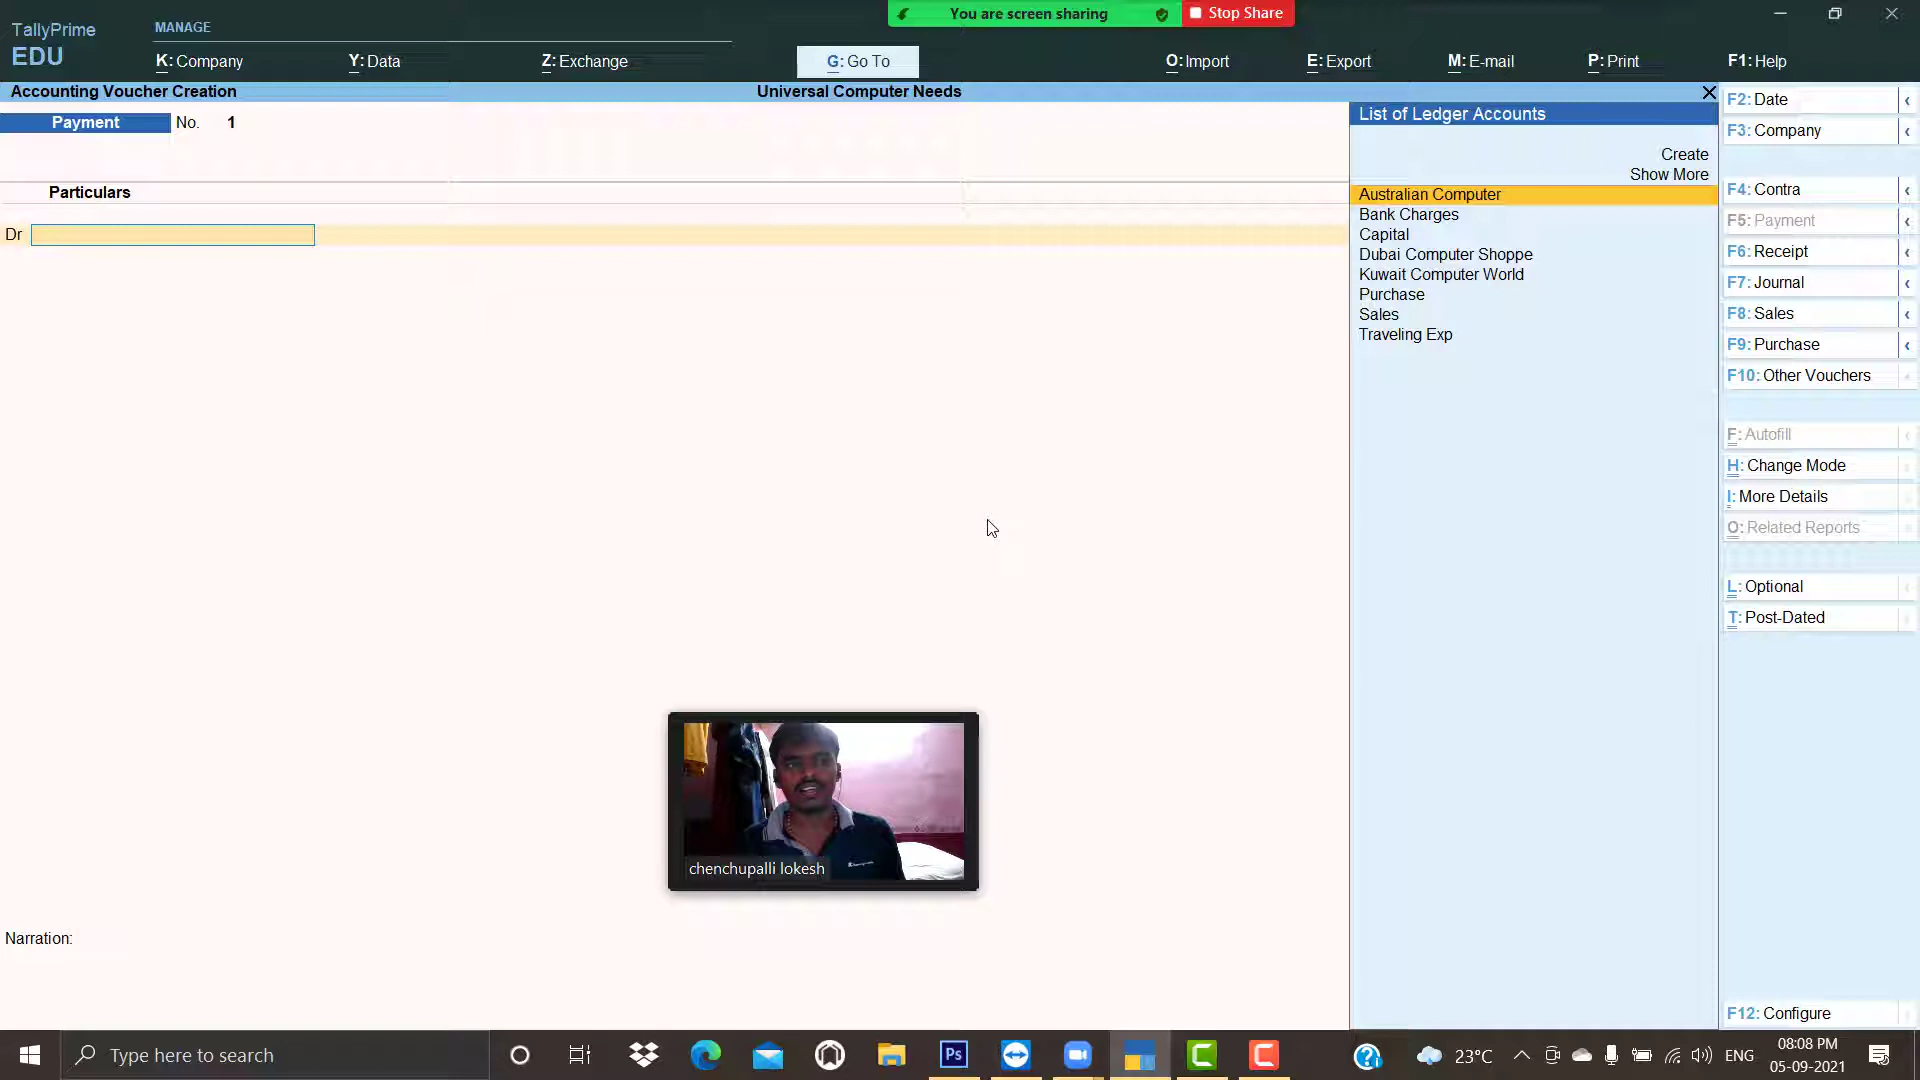 You are screen sharing
Stop Share
TallyPrime
EDU
MANAGE
K: Company
Y: Data
Z: Exchange
G: Go To
O: Import
E: Export
M: E-mail
P: Print
F1: Help
Accounting Voucher Creation
Universal Computer Needs
Payment No. 1
Particulars
Dr
Narration:
List of Ledger Accounts
Create
Show More
Australian Computer
Bank Charges
Capital
Dubai Computer Shoppe
Kuwait Computer World
Purchase
Sales
Traveling Exp
F2: Date
F3: Company
F4: Contra
F5: Payment
F6: Receipt
F7: Journal
F8: Sales
F9: Purchase
F10: Other Vouchers
F: Autofill
H: Change Mode
I: More Details
O: Related Reports
L: Optional
T: Post-Dated
F12: Configure
chenchupalli lokesh
Type here to search
Ps
23°C
ENG
08:08 PM
05-09-2021